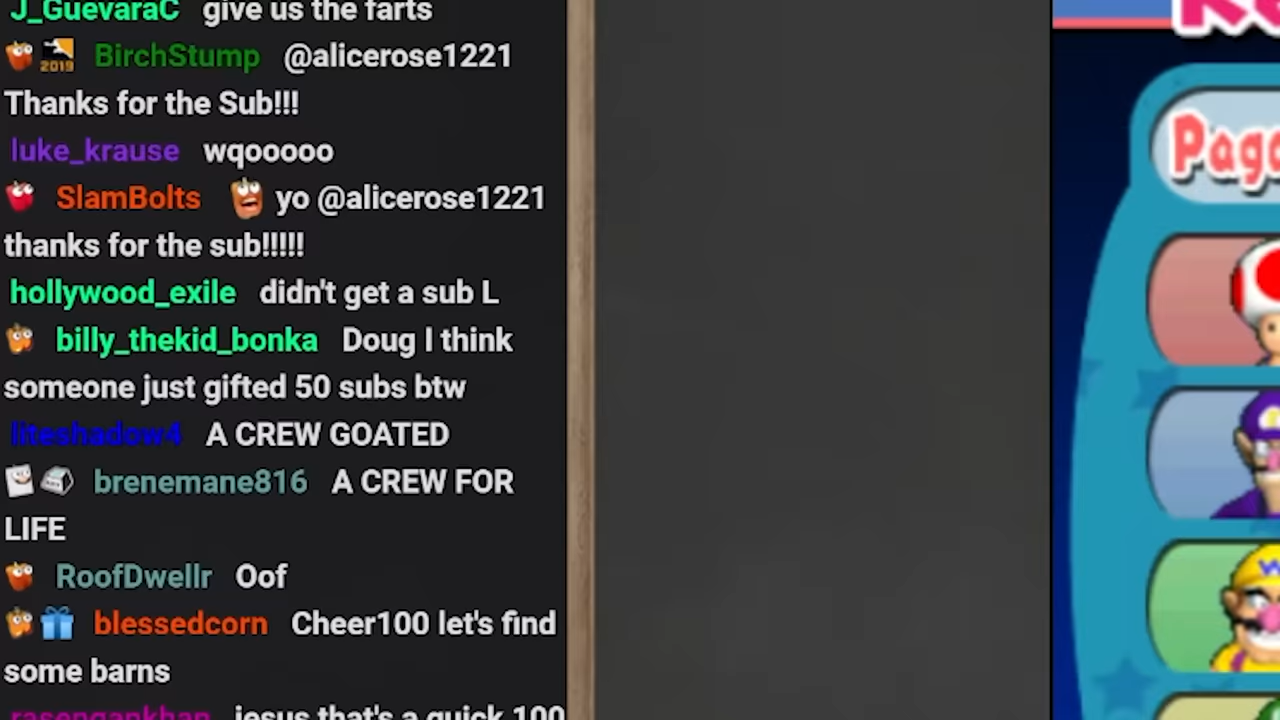 J_GuevaraC give us the farts
2019 BirchStump @alicerose1221
Thanks for the Sub!!!
luke_krause wqooooo
SlamBolts yo @alicerose1221
thanks for the sub!!!!!
hollywood_exile didn't get a sub L
billy_thekid_bonka Doug I think
someone just gifted 50 subs btw
liteshadow4 A CREW GOATED
brenemane816 A CREW FOR
LIFE
RoofDwellr Oof
blessedcorn Cheer100 let's find
some barns
rasengankhan jesus that's a quick 100
Pag
W